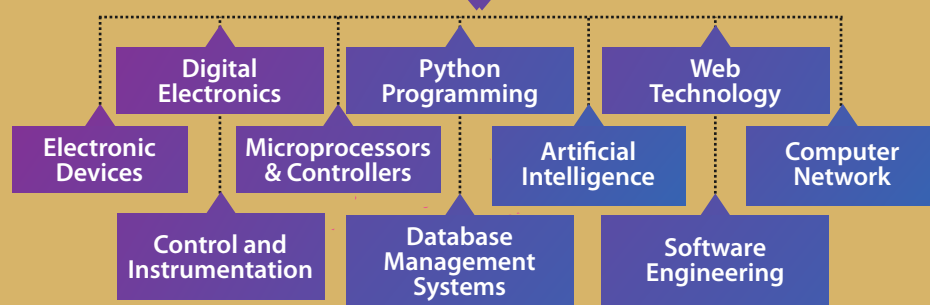 Digital
Electronics
Python
Programming
Web
Technology
Electronic
Devices
Microprocessors
& Controllers
Artificial
Intelligence
Computer
Network
Control and
Instrumentation
Database
Management
Systems
Software
Engineering